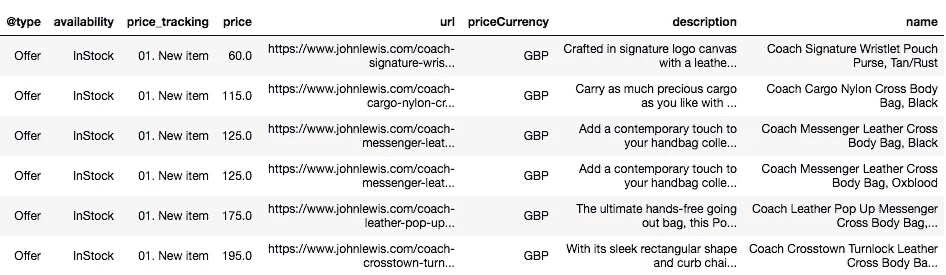 @type availability price_tracking price url priceCurrency description name
Offer InStock 01. New item 60.0 https://www.johnlewis.com/coach-signature-wris... GBP Crafted in signature logo canvas with a leathe... Coach Signature Wristlet Pouch Purse, Tan/Rust
Offer InStock 01. New item 115.0 https://www.johnlewis.com/coach-cargo-nylon-cr... GBP Carry as much precious cargo as you like with ... Coach Cargo Nylon Cross Body Bag, Black
Offer InStock 01. New item 125.0 https://www.johnlewis.com/coach-messenger-leat... GBP Add a contemporary touch to your handbag colle... Coach Messenger Leather Cross Body Bag, Black
Offer InStock 01. New item 125.0 https://www.johnlewis.com/coach-messenger-leat... GBP Add a contemporary touch to your handbag colle... Coach Messenger Leather Cross Body Bag, Oxblood
Offer InStock 01. New item 175.0 https://www.johnlewis.com/coach-leather-pop-up... GBP The ultimate hands-free going out bag, this Po... Coach Leather Pop Up Messenger Cross Body Bag,...
Offer InStock 01. New item 195.0 https://www.johnlewis.com/coach-crosstown-turn... GBP With its sleek rectangular shape and curb chai... Coach Crosstown Turnlock Leather Cross Body Ba...